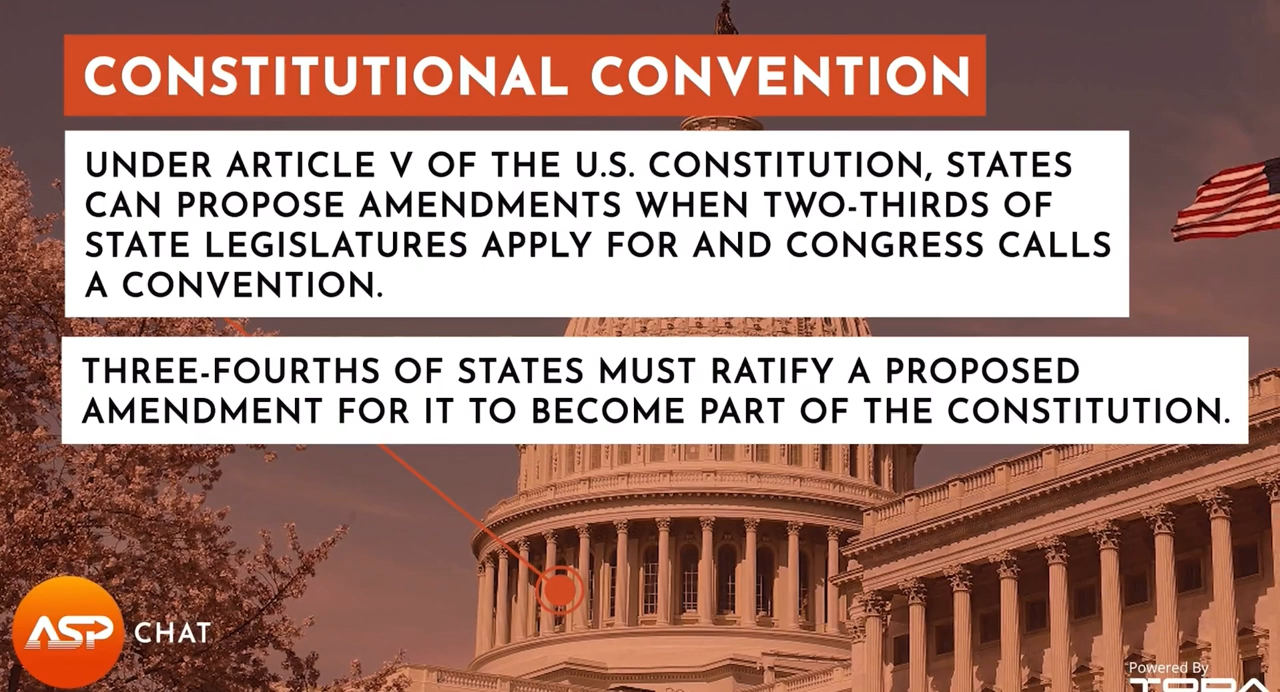 CONSTITUTIONAL CONVENTION
UNDER ARTICLE V OF THE U.S. CONSTITUTION, STATES
CAN PROPOSE AMENDMENTS WHEN TWO-THIRDS OF
STATE LEGISLATURES APPLY FOR AND CONGRESS CALLS
A CONVENTION.
THREE-FOURTHS OF STATES MUST RATIFY A PROPOSED
AMENDMENT FOR IT TO BECOME PART OF THE CONSTITUTION.
ASP CHAT
Powered By